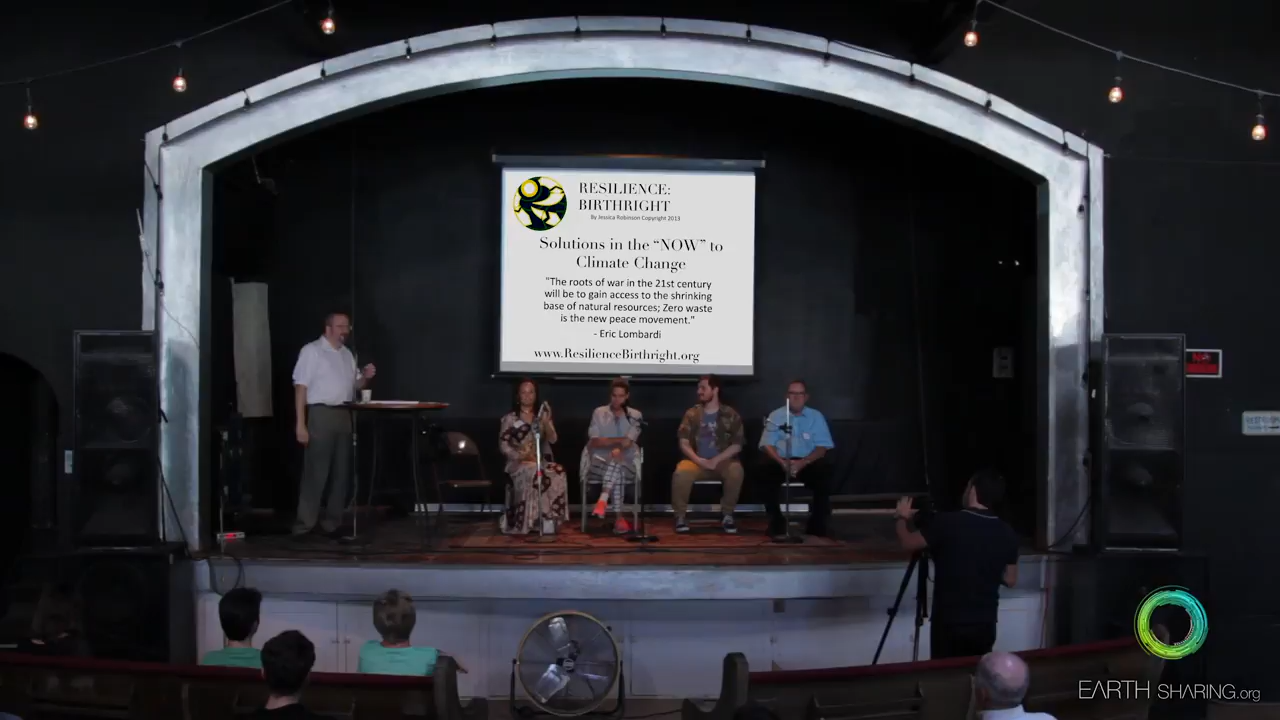 RESILIENCE:
BIRTHRIGHT
By Jessica Robinson Copyright 2013
Solutions in the “NOW” to
Climate Change
"The roots of war in the 21st century
will be to gain access to the shrinking
base of natural resources; Zero waste
is the new peace movement."
- Eric Lombardi
www.ResilienceBirthright.org
NO
EARTH SHARING.org